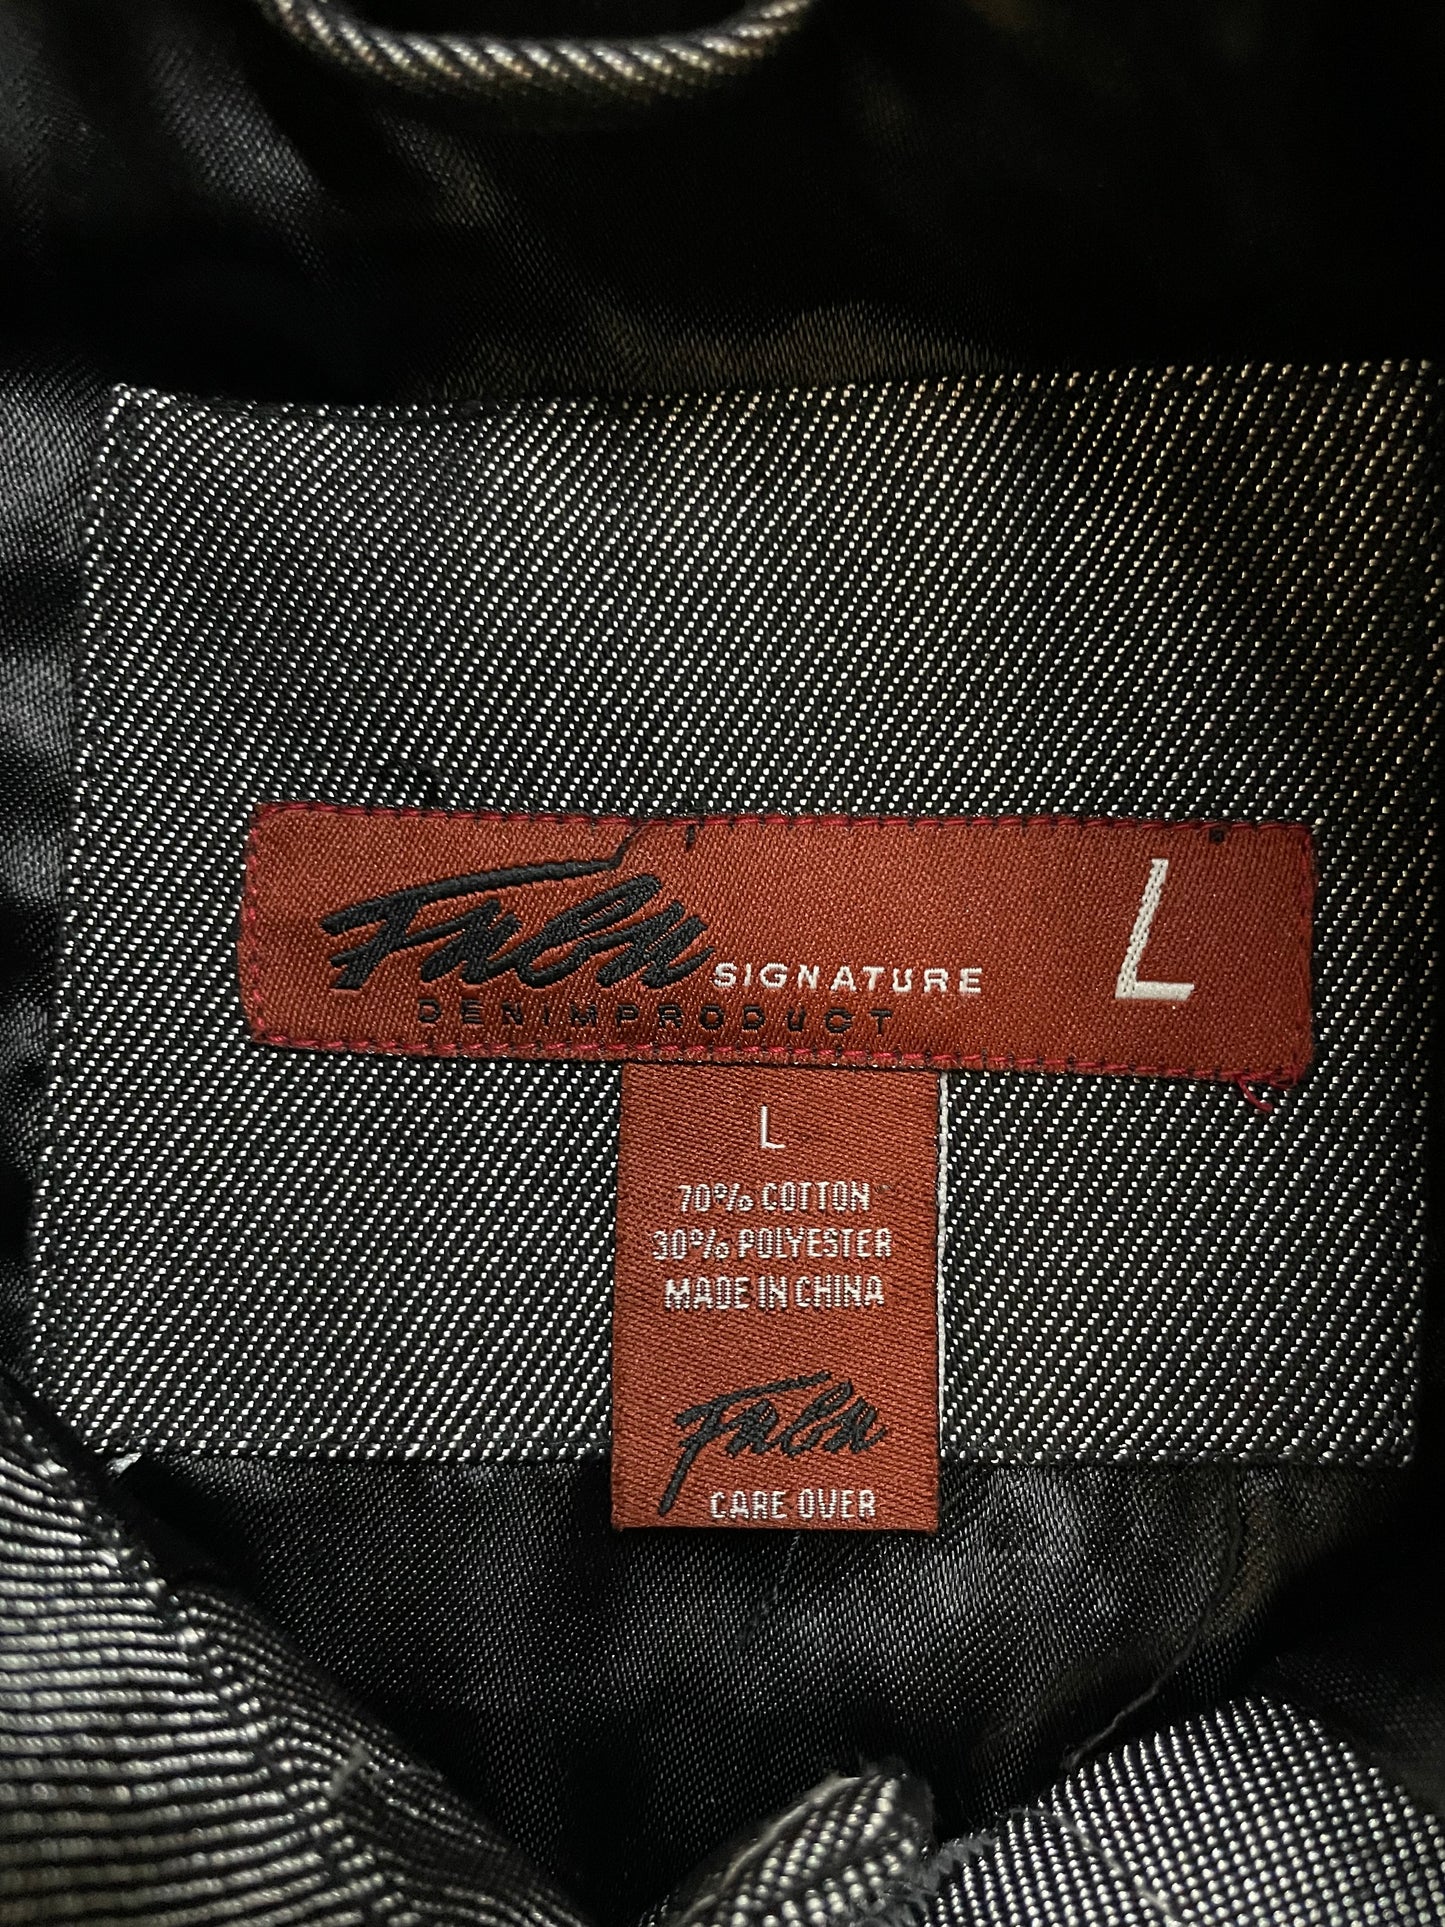 FUBU SIGNATURE L
DENIMPRODUCT
L
70% COTTON
30% POLYESTER
MADE IN CHINA
FUBU
CARE OVER